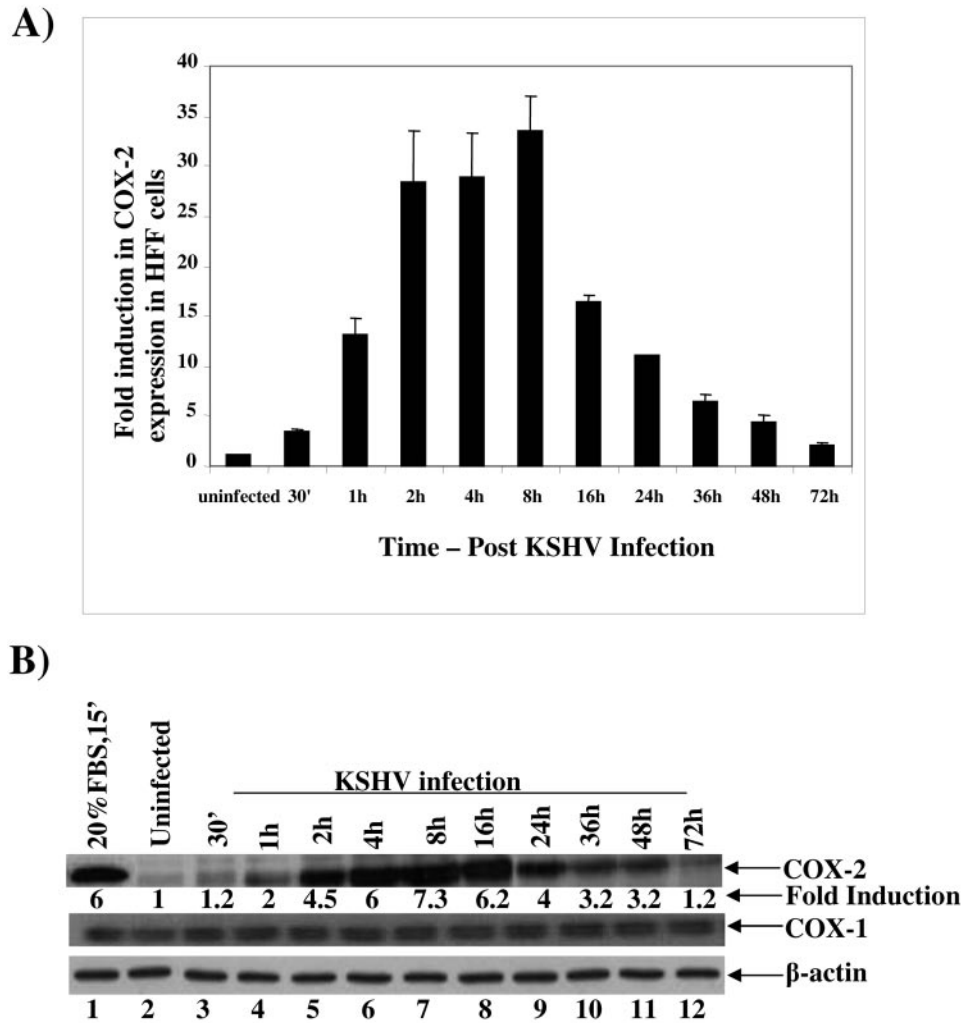 A)
Fold induction in COX-2
expression in HFF cells
40
35
30
25
20
15
10
5
0
uninfected 30' 1h 2h 4h 8h 16h 24h 36h 48h 72h
Time – Post KSHV Infection
B)
20%FBS,15’
Uninfected
KSHV infection
30’ 1h 2h 4h 8h 16h 24h 36h 48h 72h
COX-2
6 1 1.2 2 4.5 6 7.3 6.2 4 3.2 3.2 1.2 Fold Induction
COX-1
β-actin
1 2 3 4 5 6 7 8 9 10 11 12